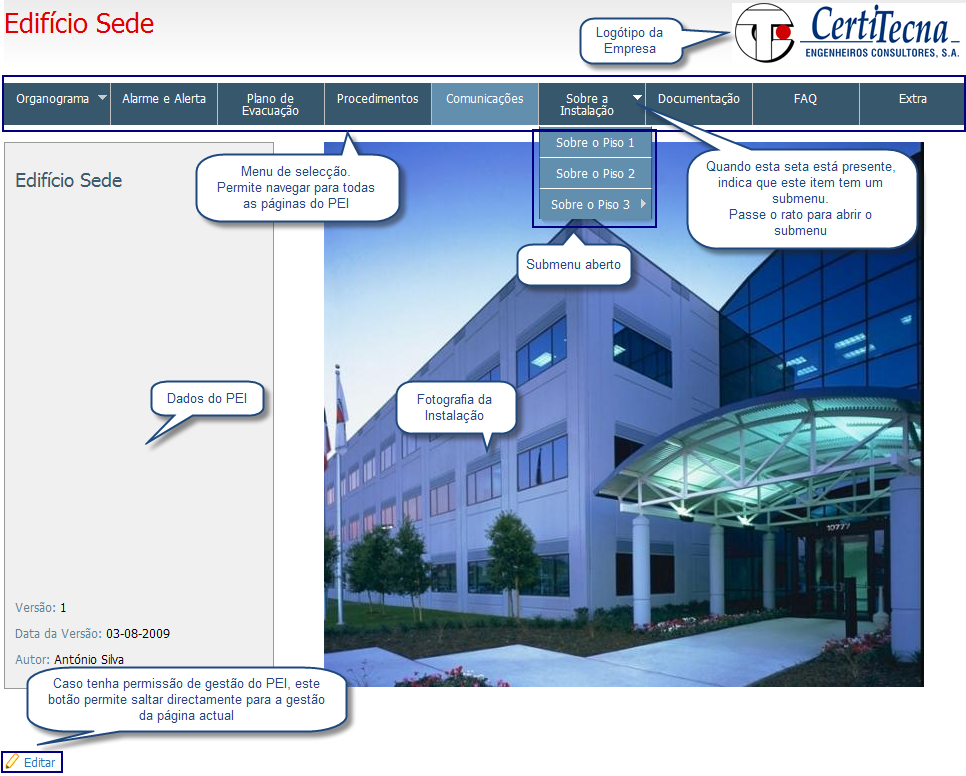 Edifício Sede
Logótipo da
Empresa
CertiTecna
ENGENHEIROS CONSULTORES, S.A.
Organograma
Alarme e Alerta
Plano de
Evacuação
Procedimentos
Comunicações
Sobre a
Instalação
Documentação
FAQ
Extra
Sobre o Piso 1
Sobre o Piso 2
Sobre o Piso 3
Menu de selecção.
Permite navegar para todas
as páginas do PEI
Quando esta seta está presente,
indica que este item tem um
submenu.
Passe o rato para abrir o
submenu
Submenu aberto
Edifício Sede
Dados do PEI
Fotografia da
Instalação
10777
Versão: 1
Data da Versão: 03-08-2009
Autor: António Silva
Caso tenha permissão de gestão do PEI, este
botão permite saltar directamente para a gestão
da página actual
Editar